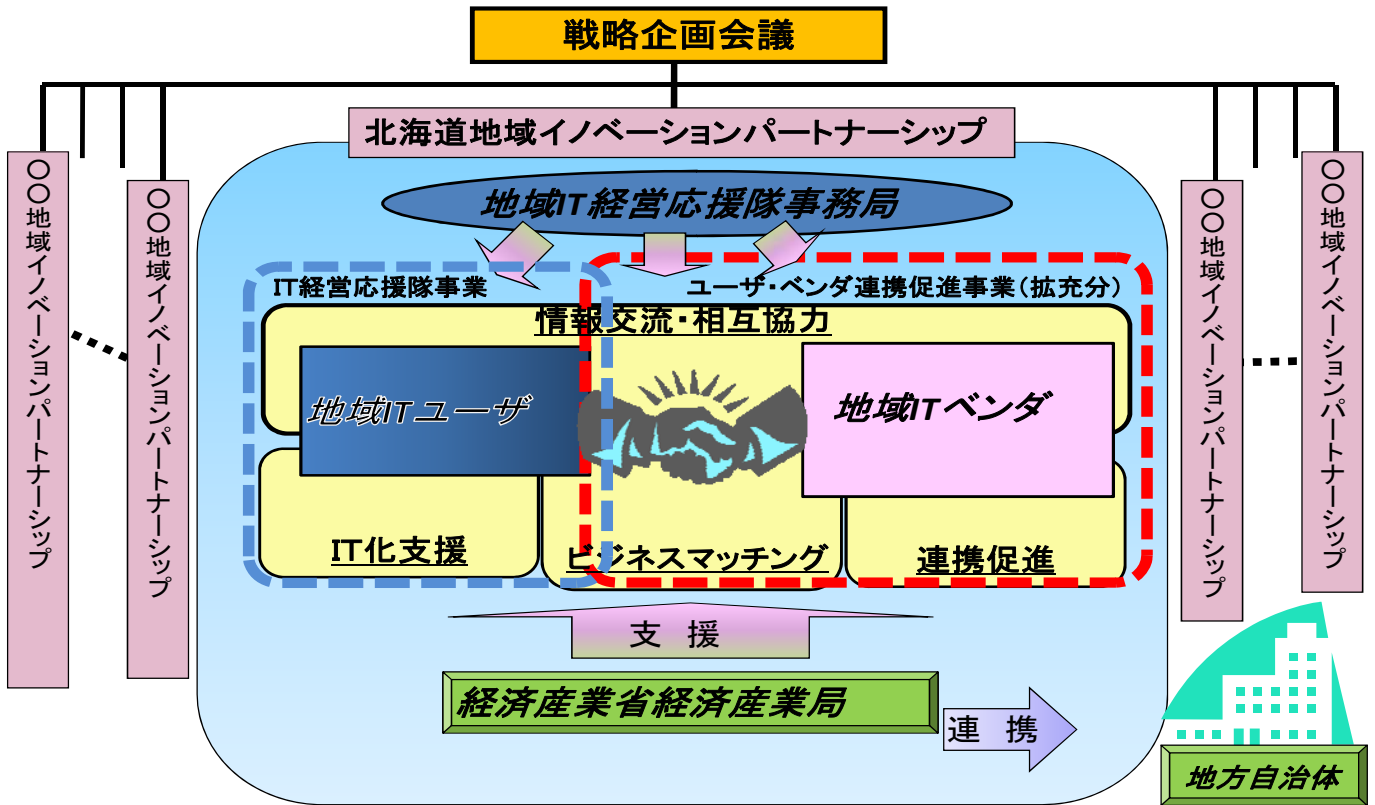 戦略企画会議
北海道地域イノベーションパートナーシップ
〇〇地域イノベーションパートナーシップ
〇〇地域イノベーションパートナーシップ
〇〇地域イノベーションパートナーシップ
〇〇地域イノベーションパートナーシップ
地域IT経営応援隊事務局
IT経営応援隊事業
ユーザ・ベンダ連携促進事業(拡充分)
情報交流・相互協力
地域ITユーザ
地域ITベンダ
IT化支援
ビジネスマッチング
連携促進
支 援
経済産業省経済産業局
連 携
地方自治体